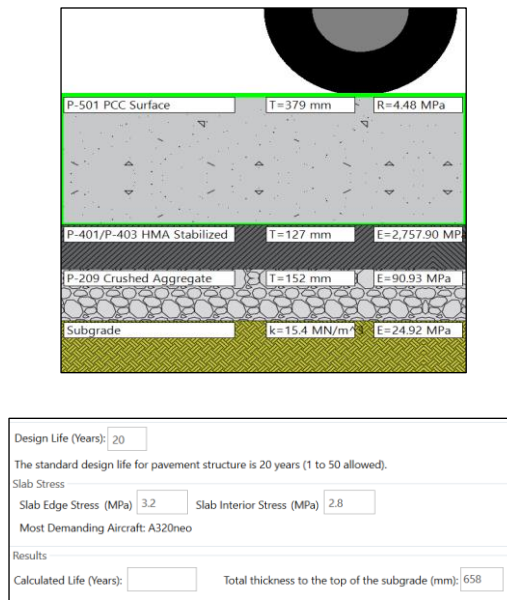 P-501 PCC Surface T=379 mm R=4.48 MPa
P-401/P-403 HMA Stabilized T=127 mm E=2,757.90 MP
P-209 Crushed Aggregate T=152 mm E=90.93 MPa
Subgrade k=15.4 MN/m^ E=24.92 MPa
Design Life (Years): 20
The standard design life for pavement structure is 20 years (1 to 50 allowed).
Slab Stress
Slab Edge Stress (MPa) 3.2 Slab Interior Stress (MPa) 2.8
Most Demanding Aircraft: A320neo
Results
Calculated Life (Years): Total thickness to the top of the subgrade (mm): 658